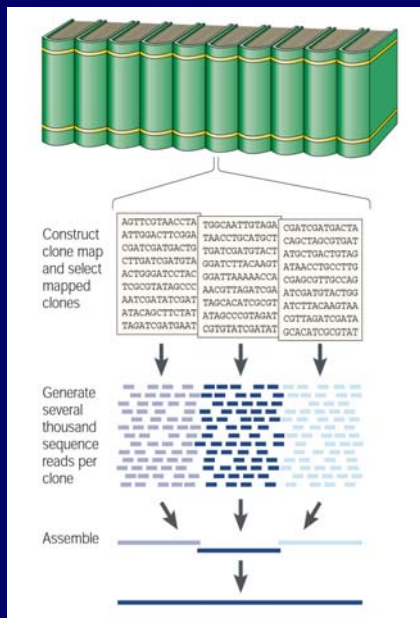 Construct
clone map
and select
mapped
clones
AGTTCGTAACCTA
ATTGGACTTCGGA
CGATCGATGACTG
CTTGATCGATGTA
ACTGGGATCCTAC
TCGCGTATAGCCC
AATCGATATCGAT
ATACAGCTTCTAT
TAGATCGATGAAT
TGGCAATTGTAGA
TAACCTGCATGCT
TGATCGATGTACT
GGATCTTACAAGT
GGATTAAAAACCA
AACGTTAGATCGA
TAGCACATCGCGT
ATAGCCCGTAGAT
CGTGTATCGATAT
CGATCGATGACTA
CAGCTAGCGTGAT
ATGCTGACTGTAG
ATAACCTGCCTTG
CGAGCGTTGCCAG
ATCGATGTACTGG
ATCTTACAAGTAA
CGTTAGATCGATA
GCACATCGCGTAT
Generate
several
thousand
sequence
reads per
clone
Assemble